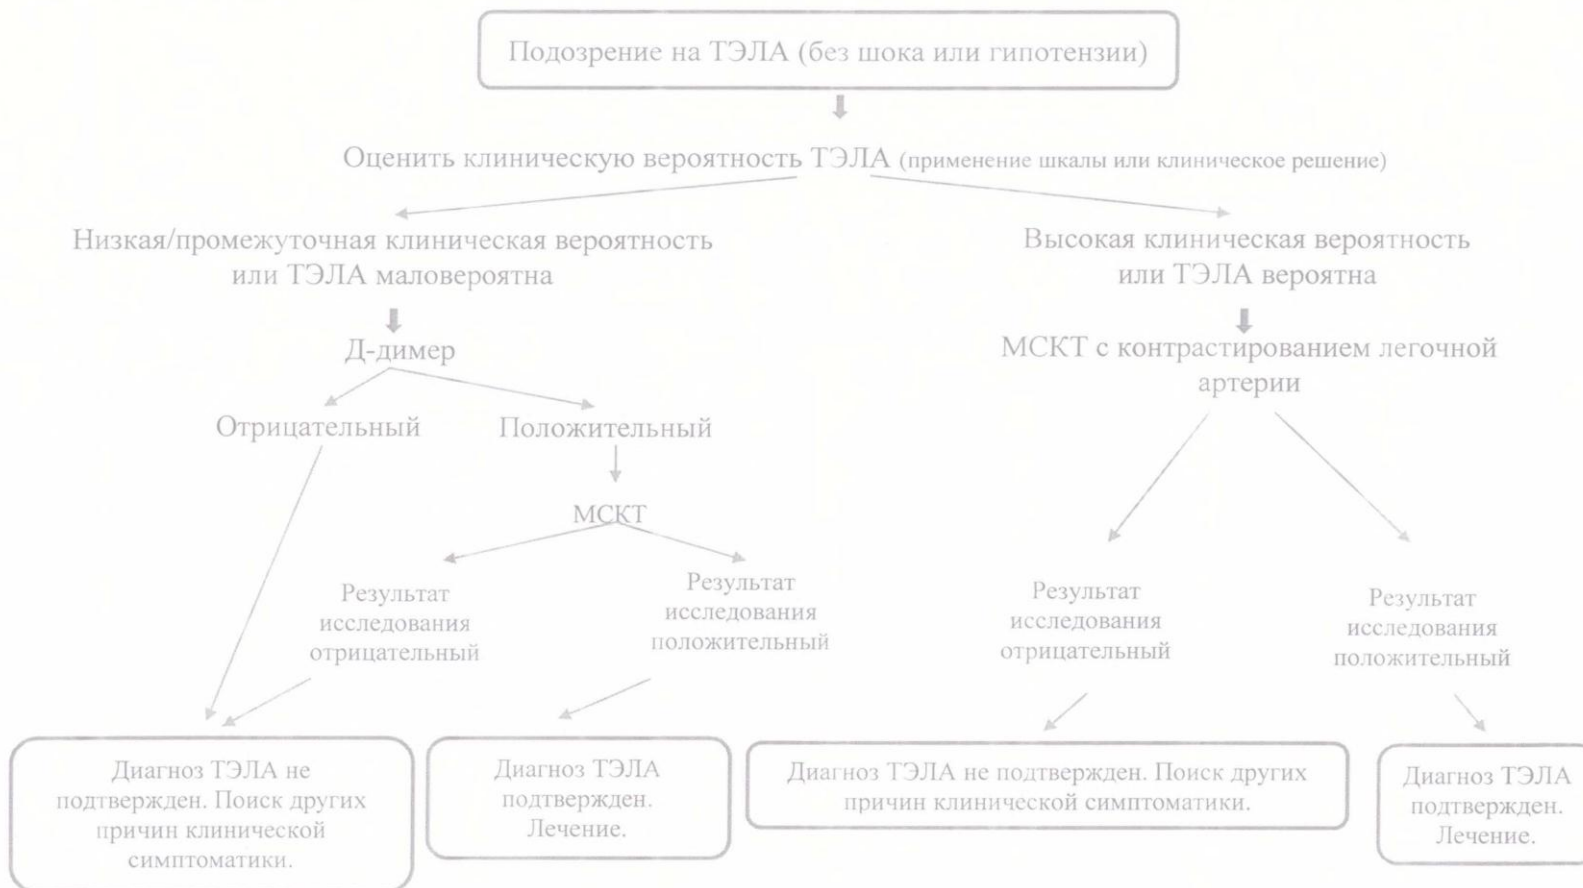 Подозрение на ТЭЛА (без шока или гипотензии)
Оценить клиническую вероятность ТЭЛА (применение шкалы или клиническое решение)
Низкая/промежуточная клиническая вероятность
или ТЭЛА маловероятна
Высокая клиническая вероятность
или ТЭЛА вероятна
Д-димер
МСКТ с контрастированием легочной
артерии
Отрицательный
Положительный
МСКТ
Результат
исследования
отрицательный
Результат
исследования
положительный
Результат
исследования
отрицательный
Результат
исследования
положительный
Диагноз ТЭЛА не
подтвержден. Поиск других
причин клинической
симптоматики.
Диагноз ТЭЛА
подтвержден.
Лечение.
Диагноз ТЭЛА не подтвержден. Поиск других
причин клинической симптоматики.
Диагноз ТЭЛА
подтвержден.
Лечение.